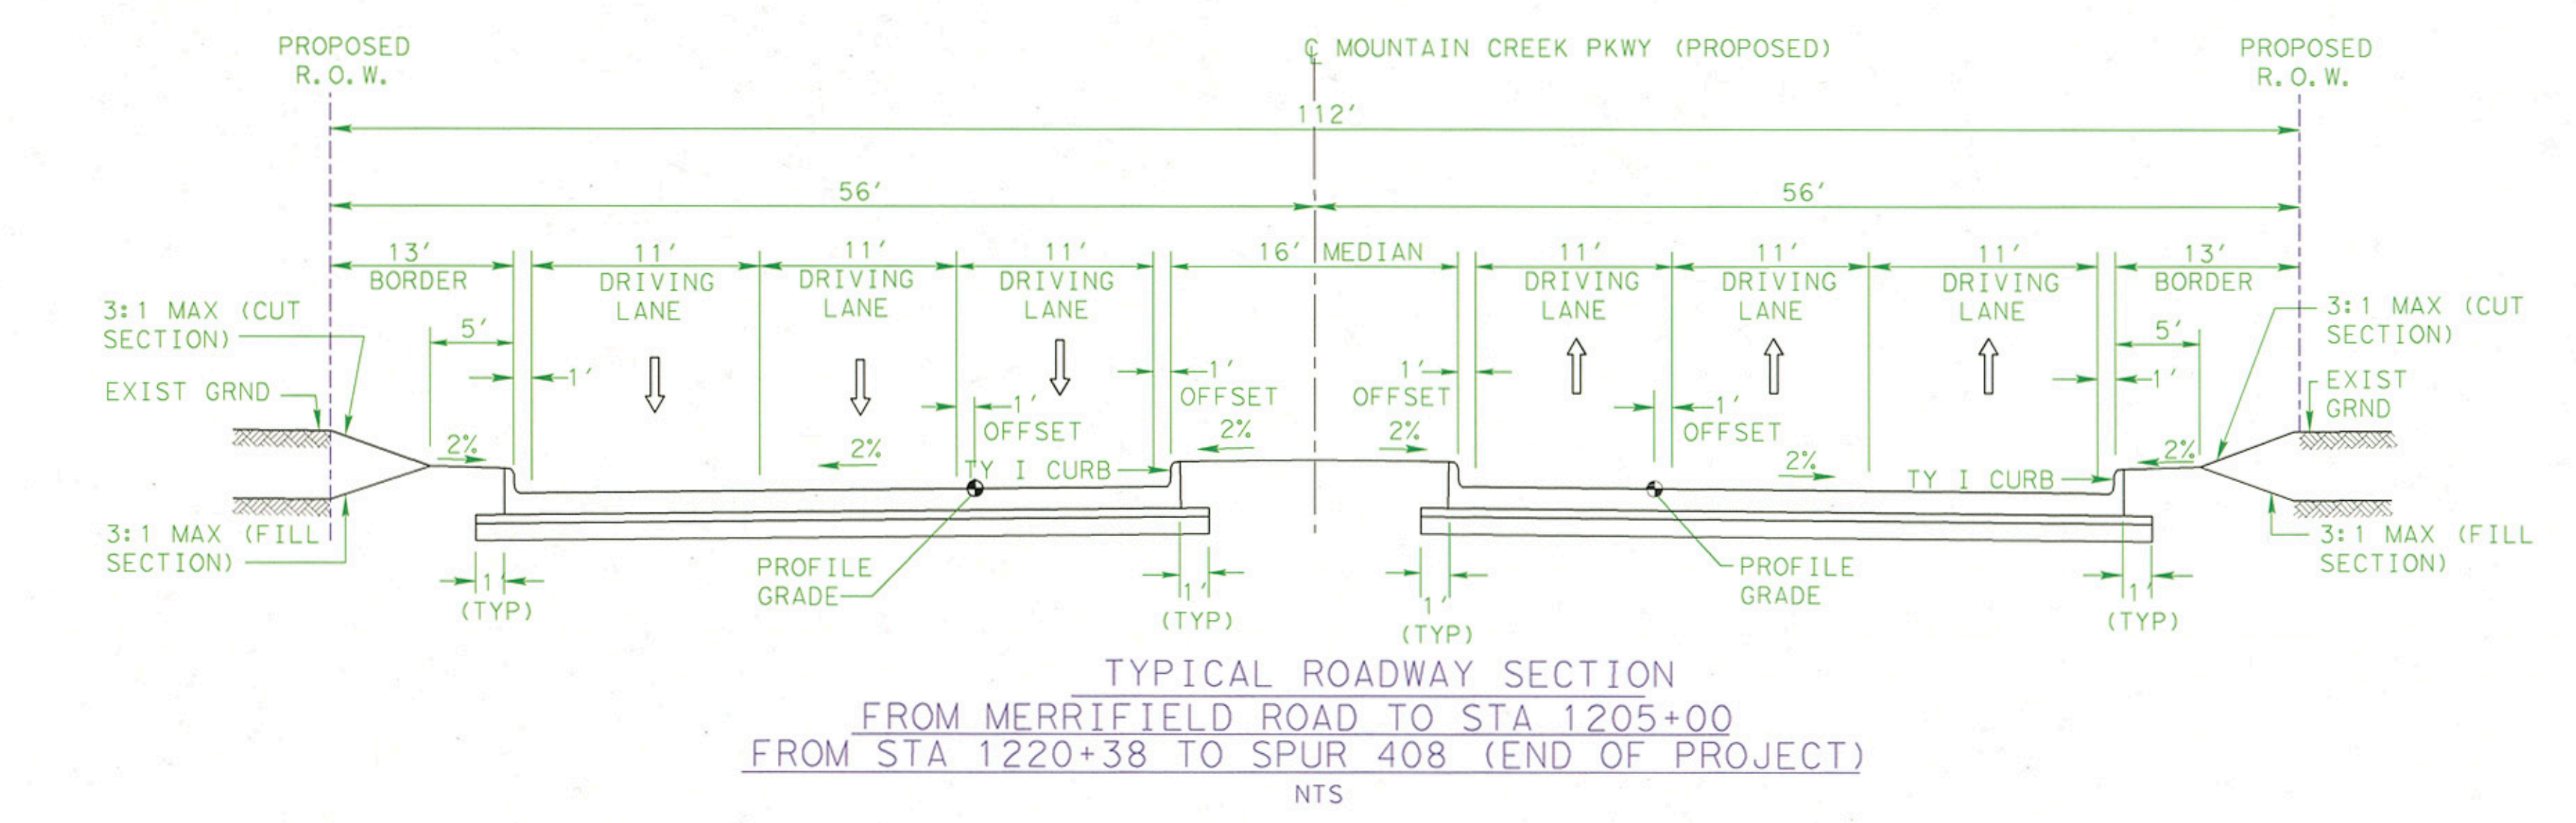 PROPOSED
R.O.W.
℄ MOUNTAIN CREEK PKWY (PROPOSED)
PROPOSED
R.O.W.
112'
56'
56'
13'
BORDER
11'
DRIVING
LANE
11'
DRIVING
LANE
11'
DRIVING
LANE
16' MEDIAN
11'
DRIVING
LANE
11'
DRIVING
LANE
11'
DRIVING
LANE
13'
BORDER
3:1 MAX (CUT
SECTION)
5'
1'
EXIST GRND
1'
OFFSET
1'
OFFSET
1'
OFFSET
1'
OFFSET
5'
1'
3:1 MAX (CUT
SECTION)
EXIST
GRND
2%
2%
TY I CURB
2%
2%
2%
TY I CURB
2%
3:1 MAX (FILL
SECTION)
1'
(TYP)
PROFILE
GRADE
1'
(TYP)
1'
(TYP)
PROFILE
GRADE
1'
(TYP)
3:1 MAX (FILL
SECTION)
TYPICAL ROADWAY SECTION
FROM MERRIFIELD ROAD TO STA 1205+00
FROM STA 1220+38 TO SPUR 408 (END OF PROJECT)
NTS